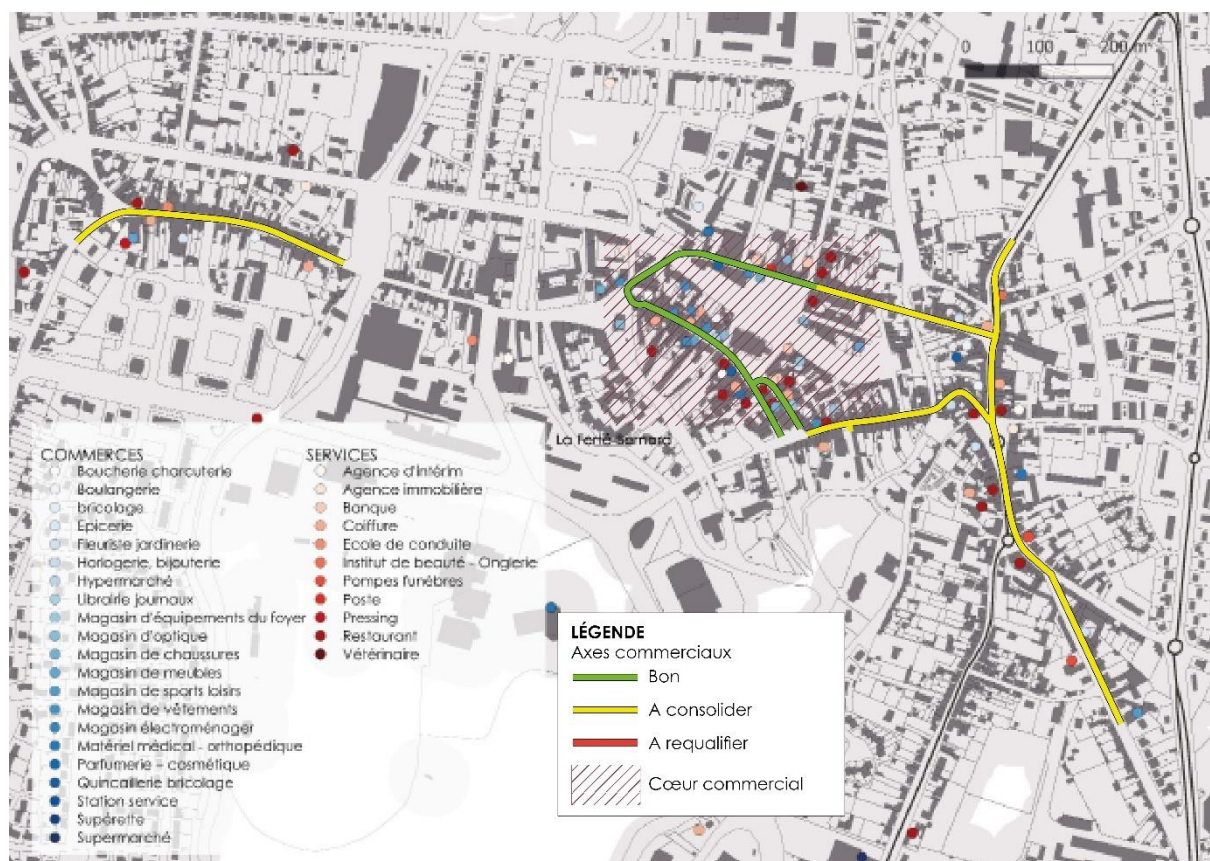 0 100 200 m
La Ferté Bernard
COMMERCES
Boucherie charcuterie
Boulangerie
bricolage
Epicerie
Fleuriste jardinerie
Horlogerie, bijouterie
Hypermarché
Librairie journaux
Magasin d'équipements du foyer
Magasin d'optique
Magasin de chaussures
Magasin de meubles
Magasin de sports loisirs
Magasin de vêtements
Magasin électroménager
Matériel médical - orthopédique
Parfumerie – cosmétique
Quincaillerie bricolage
Station service
Supérette
Supermarché
SERVICES
Agence d'intérim
Agence immobilière
Banque
Coiffure
Ecole de conduite
Institut de beauté - Onglerie
Pompes funèbres
Poste
Pressing
Restaurant
Vétérinaire
LÉGENDE
Axes commerciaux
Bon
A consolider
A requalifier
Cœur commercial